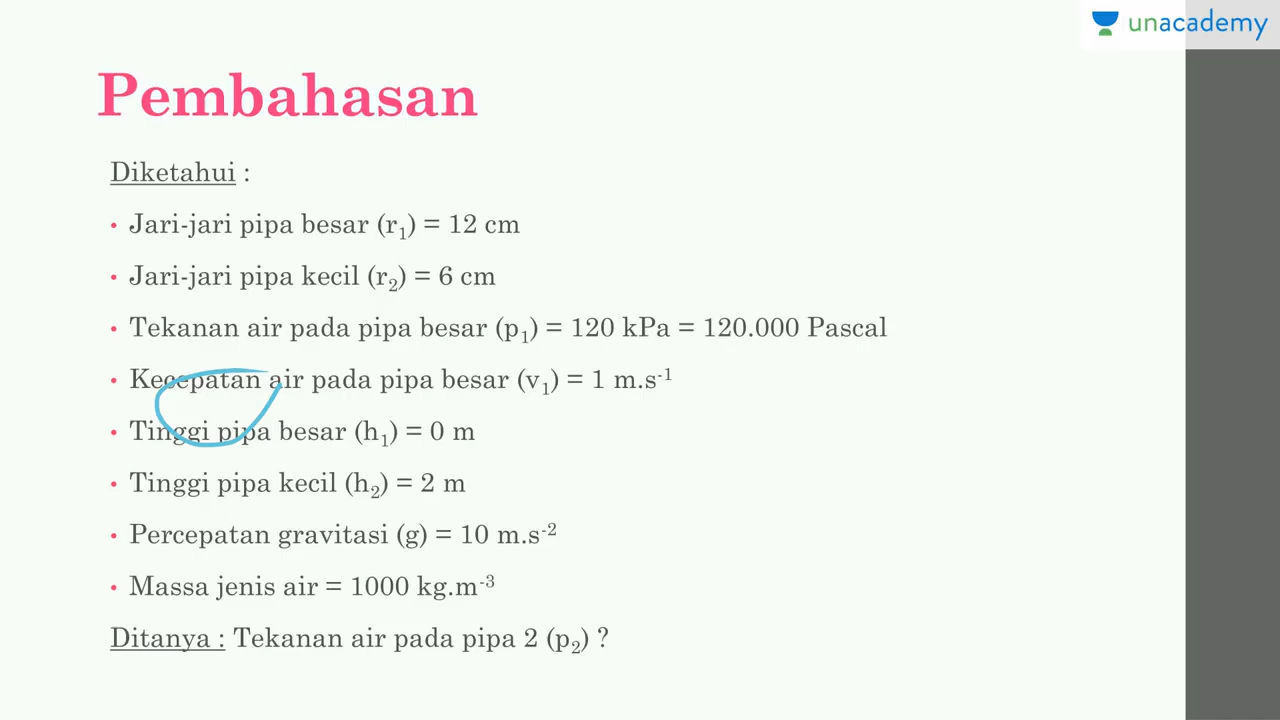 unacademy
Pembahasan
Diketahui :
• Jari-jari pipa besar (r₁) = 12 cm
• Jari-jari pipa kecil (r₂) = 6 cm
• Tekanan air pada pipa besar (p₁) = 120 kPa = 120.000 Pascal
• Kecepatan air pada pipa besar (v₁) = 1 m.s⁻¹
• Tinggi pipa besar (h₁) = 0 m
• Tinggi pipa kecil (h₂) = 2 m
• Percepatan gravitasi (g) = 10 m.s⁻²
• Massa jenis air = 1000 kg.m⁻³
Ditanya : Tekanan air pada pipa 2 (p₂) ?